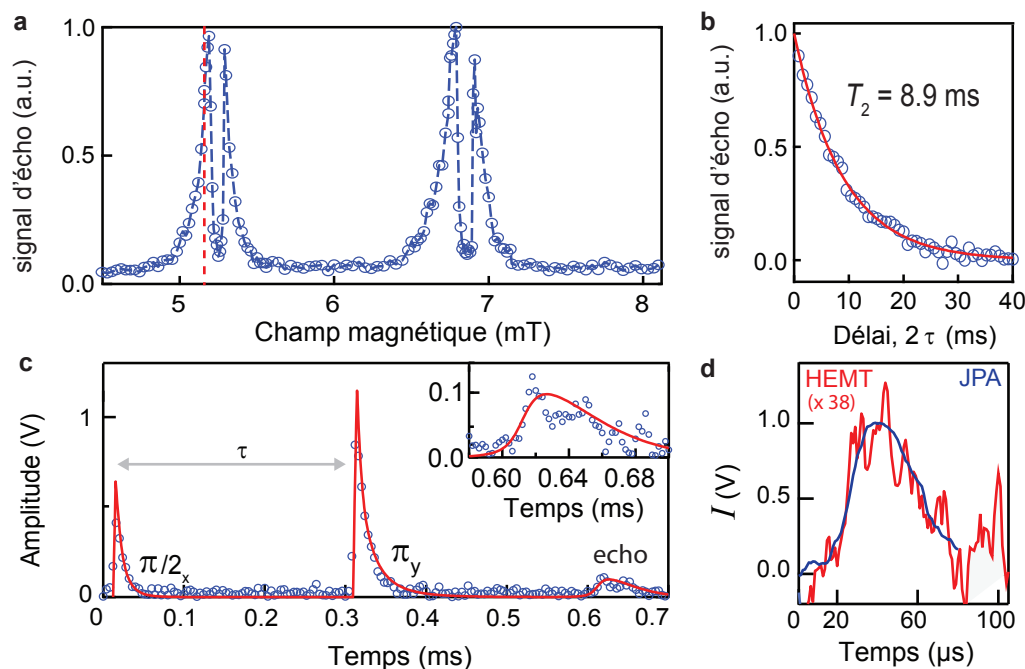 a
signal d'écho (a.u.)
1.0
0.5
0.0
5
6
7
8
Champ magnétique (mT)
b
signal d'écho (a.u.)
1.0
0.5
0.0
T2 = 8.9 ms
0
10
20
30
40
Délai, 2 τ (ms)
c
Amplitude (V)
1
0
τ
π/2x
πy
echo
0
0.1
0.2
0.3
0.4
0.5
0.6
0.7
Temps (ms)
0.1
0.0
0.60
0.64
0.68
Temps (ms)
d
HEMT
(x 38)
JPA
I (V)
1.0
0.5
0.0
0
20
60
100
Temps (µs)